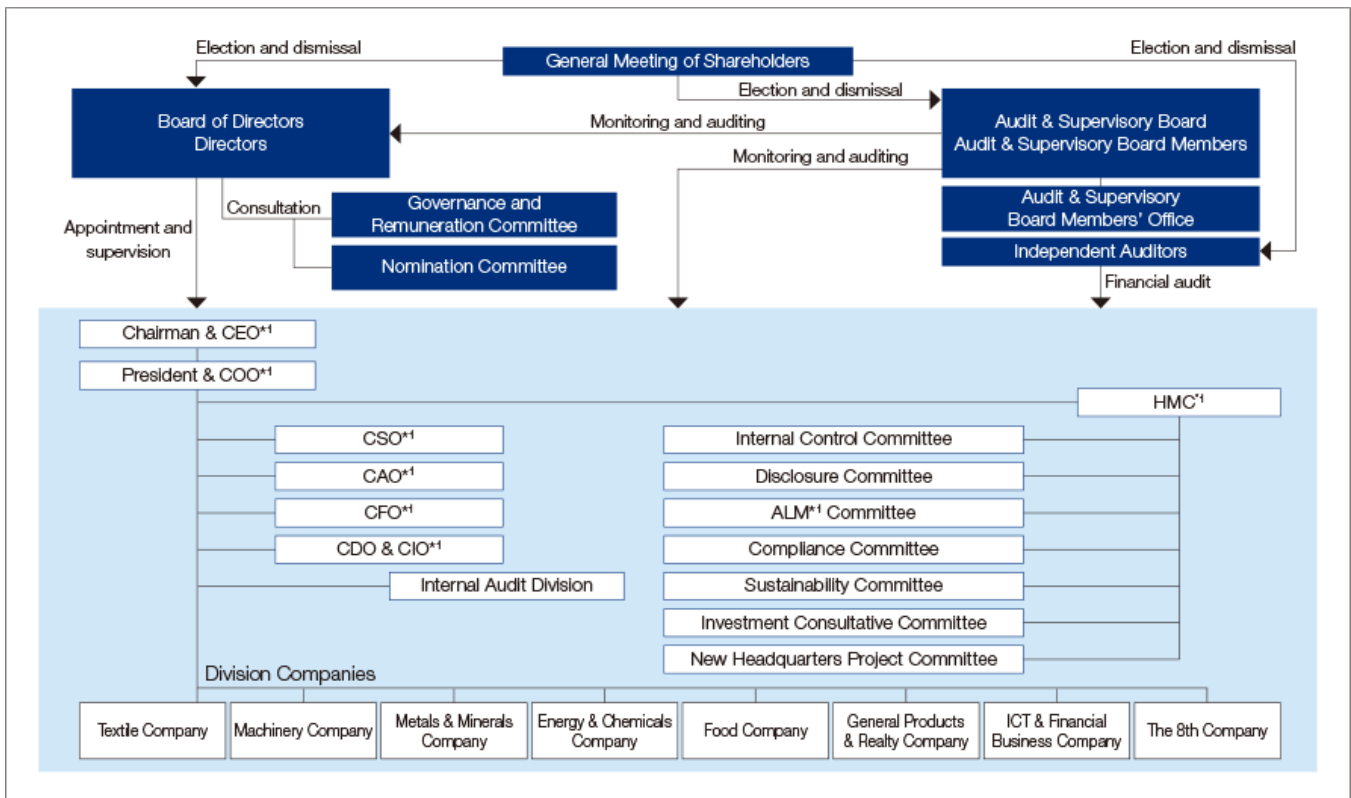 Election and dismissal
General Meeting of Shareholders
Election and dismissal
Election and dismissal
Board of Directors
Directors
Monitoring and auditing
Audit & Supervisory Board
Audit & Supervisory Board Members
Monitoring and auditing
Consultation
Governance and
Remuneration Committee
Audit & Supervisory
Board Members' Office
Appointment and
supervision
Nomination Committee
Independent Auditors
Financial audit
Chairman & CEO*1
President & COO*1
HMC*1
CSO*1
Internal Control Committee
CAO*1
Disclosure Committee
CFO*1
ALM*1 Committee
CDO & CIO*1
Compliance Committee
Internal Audit Division
Sustainability Committee
Investment Consultative Committee
New Headquarters Project Committee
Division Companies
Textile Company
Machinery Company
Metals & Minerals
Company
Energy & Chemicals
Company
Food Company
General Products
& Realty Company
ICT & Financial
Business Company
The 8th Company